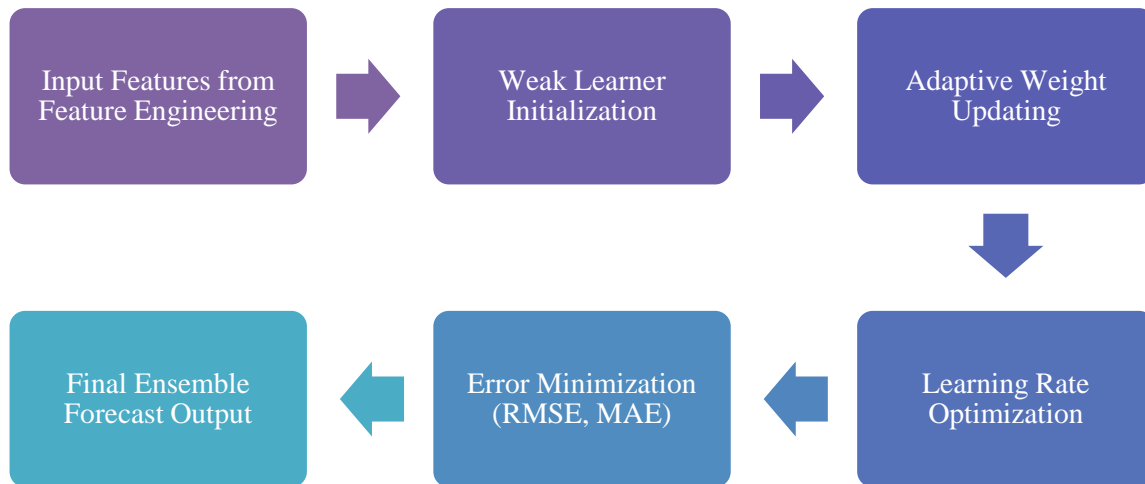 Input Features from
Feature Engineering
Weak Learner
Initialization
Adaptive Weight
Updating
Learning Rate
Optimization
Error Minimization
(RMSE, MAE)
Final Ensemble
Forecast Output